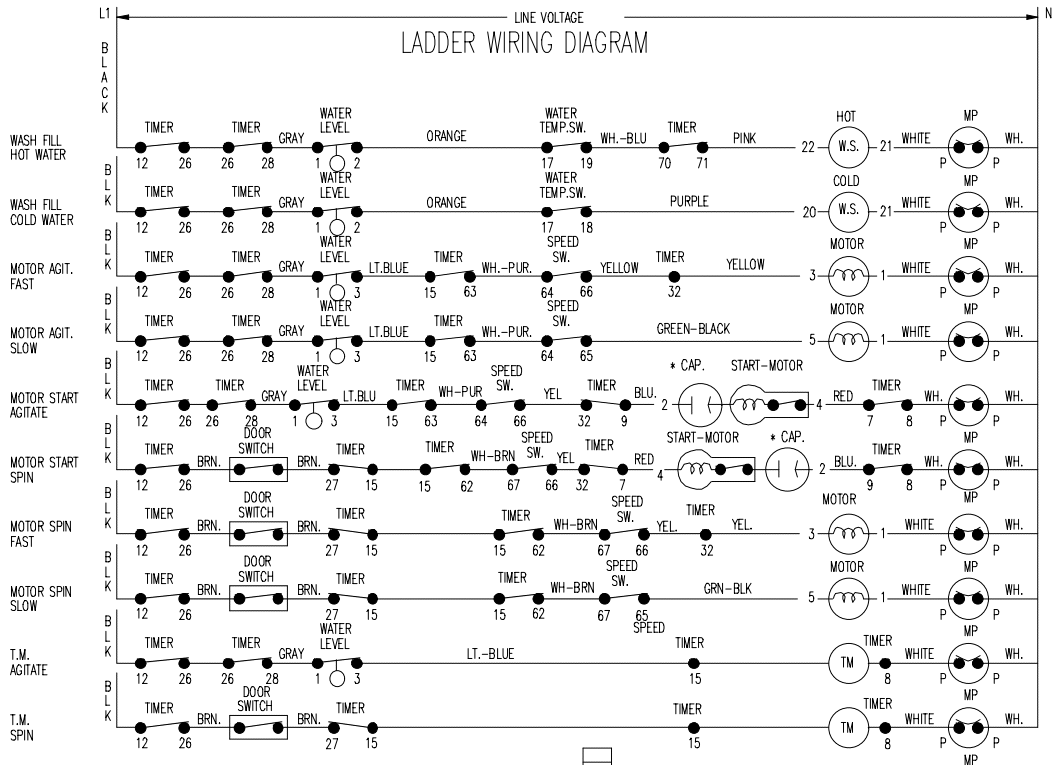 L1 LINE VOLTAGE N
LADDER WIRING DIAGRAM
BLACK
WATER WATER HOT MP
TIMER TIMER LEVEL TEMP.SW. TIMER
WASH FILL GRAY ORANGE WH.-BLU PINK 22 W.S. 21 WHITE WH.
HOT WATER 12 26 26 28 1 2 17 19 70 71 P P
BLK
WATER WATER COLD MP
TIMER TIMER LEVEL TEMP.SW.
WASH FILL GRAY ORANGE PURPLE 20 W.S. 21 WHITE WH.
COLD WATER 12 26 26 28 1 2 17 18 P P
BLK
WATER SPEED MOTOR MP
TIMER TIMER LEVEL TIMER SW. TIMER
MOTOR AGIT. GRAY LT.BLUE WH.-PUR. YELLOW YELLOW 3 1 WHITE WH.
FAST 12 26 26 28 1 3 15 63 64 66 32 P P
BLK
WATER SPEED MOTOR MP
TIMER TIMER LEVEL TIMER SW.
MOTOR AGIT. GRAY LT.BLUE WH.-PUR. GREEN-BLACK 5 1 WHITE WH.
SLOW 12 26 26 28 1 3 15 63 64 65 P P
BLK
WATER SPEED * CAP. START-MOTOR MP
TIMER TIMER LEVEL TIMER SW. TIMER TIMER
MOTOR START GRAY LT.BLU WH-PUR YEL BLU. 2 4 RED WH. WH.
AGITATE 12 26 26 28 1 3 15 63 64 66 32 9 7 8 P P
BLK
DOOR SPEED START-MOTOR * CAP. MP
TIMER SWITCH TIMER TIMER SW. TIMER TIMER
MOTOR START BRN. BRN. WH-BRN YEL RED 4 2 BLU. WH. WH.
SPIN 12 26 27 15 15 62 67 66 32 7 9 8 P P
BLK
DOOR SPEED MOTOR MP
TIMER SWITCH TIMER TIMER SW. TIMER
MOTOR SPIN BRN. BRN. WH-BRN YEL. YEL. 3 1 WHITE WH.
FAST 12 26 27 15 15 62 67 66 32 P P
BLK
DOOR SPEED MOTOR MP
TIMER SWITCH TIMER TIMER SW.
MOTOR SPIN BRN. BRN. WH-BRN GRN-BLK 5 1 WHITE WH.
SLOW 12 26 27 15 15 62 67 65 P P
SPEED
BLK
WATER MP
TIMER TIMER LEVEL TIMER TIMER
T.M. GRAY LT.-BLUE TM WHITE WH.
AGITATE 12 26 26 28 1 3 15 8 P P
BLK
DOOR MP
TIMER SWITCH TIMER TIMER TIMER
T.M. BRN. BRN. TM WHITE WH.
SPIN 12 26 27 15 15 8 P P
MP